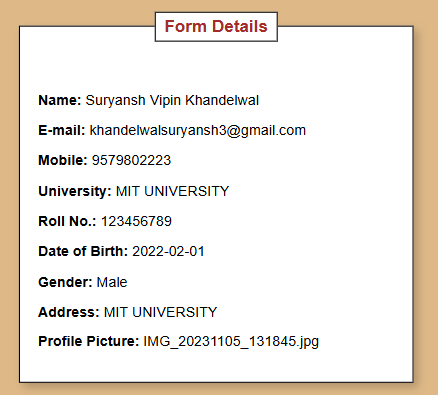 Form Details
Name: Suryansh Vipin Khandelwal
E-mail: khandelwalsuryansh3@gmail.com
Mobile: 9579802223
University: MIT UNIVERSITY
Roll No.: 123456789
Date of Birth: 2022-02-01
Gender: Male
Address: MIT UNIVERSITY
Profile Picture: IMG_20231105_131845.jpg